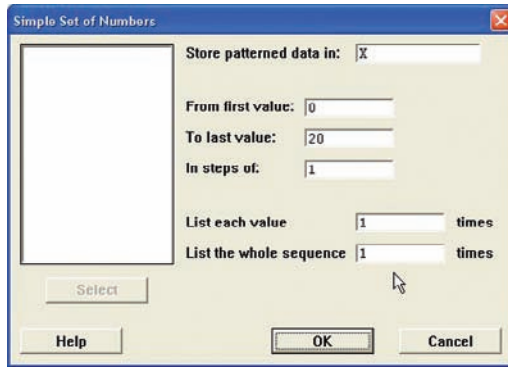 Simple Set of Numbers
Store patterned data in: X
From first value: 0
To last value: 20
In steps of: 1
List each value 1 times
List the whole sequence 1 times
Select
Help OK Cancel